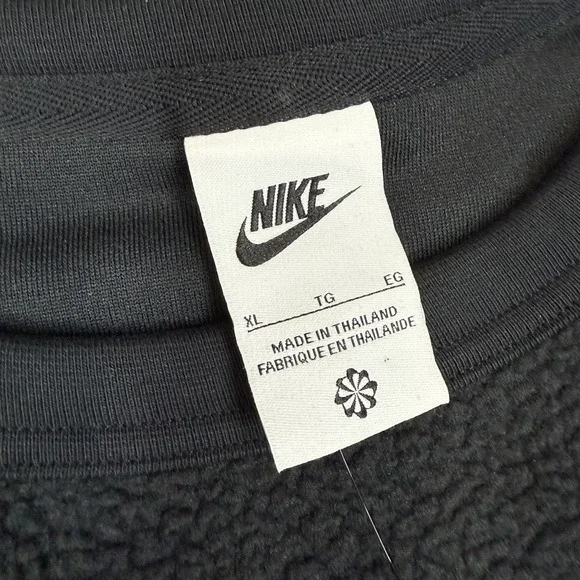 NIKE
XL TG EG
MADE IN THAILAND
FABRIQUE EN THAILANDE